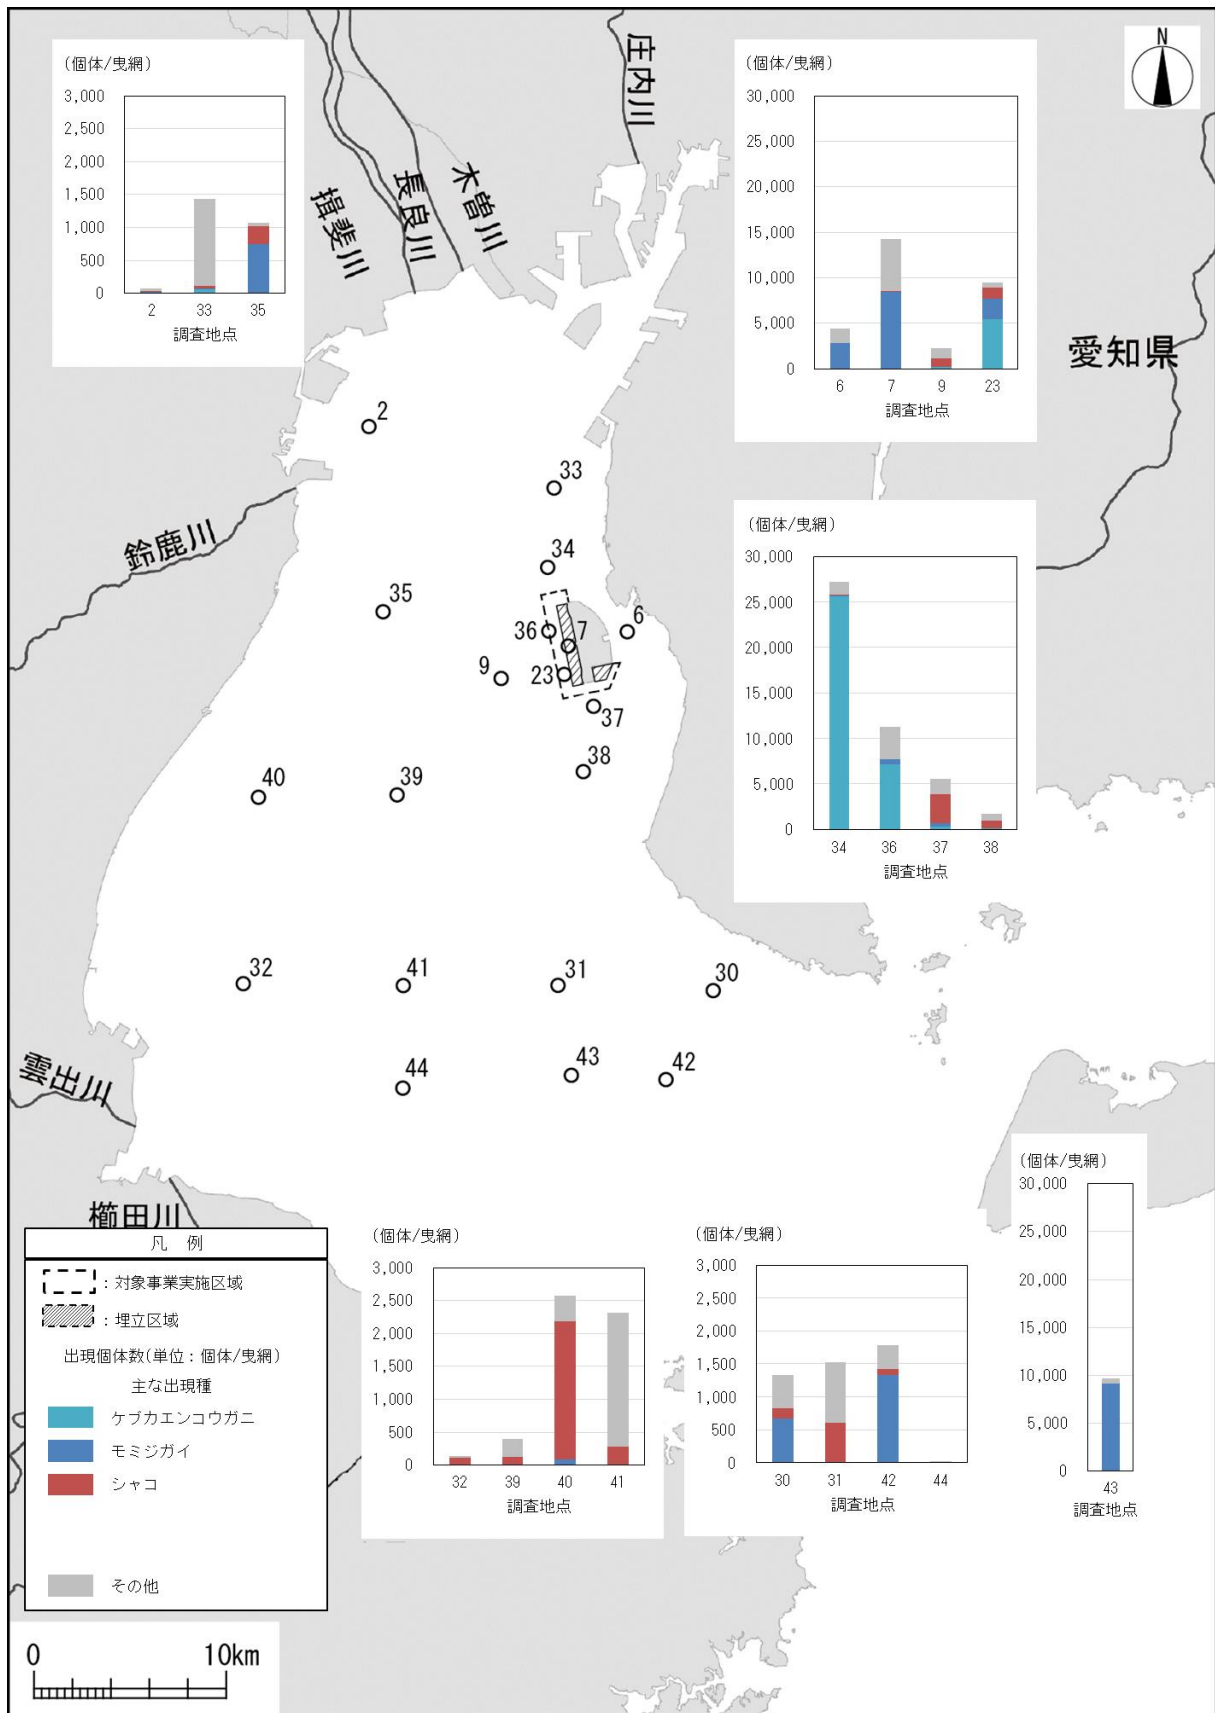 (個体/曳網)
3,000
2,500
2,000
1,500
1,000
500
0
2 33 35
調査地点
揖斐川
長良川
木曽川
庄内川
N
(個体/曳網)
30,000
25,000
20,000
15,000
10,000
5,000
0
6 7 9 23
調査地点
愛知県
2
33
鈴鹿川
34
35
36
7
6
9
23
37
38
40
39
(個体/曳網)
30,000
25,000
20,000
15,000
10,000
5,000
0
34 36 37 38
調査地点
32
41
31
30
雲出川
44
43
42
櫛田川
凡 例
:対象事業実施区域
:埋立区域
出現個体数(単位:個体/曳網)
主な出現種
ケブカエンコウガニ
モミジガイ
シャコ
その他
0 10km
(個体/曳網)
3,000
2,500
2,000
1,500
1,000
500
0
32 39 40 41
調査地点
(個体/曳網)
3,000
2,500
2,000
1,500
1,000
500
0
30 31 42 44
調査地点
(個体/曳網)
30,000
25,000
20,000
15,000
10,000
5,000
0
43
調査地点